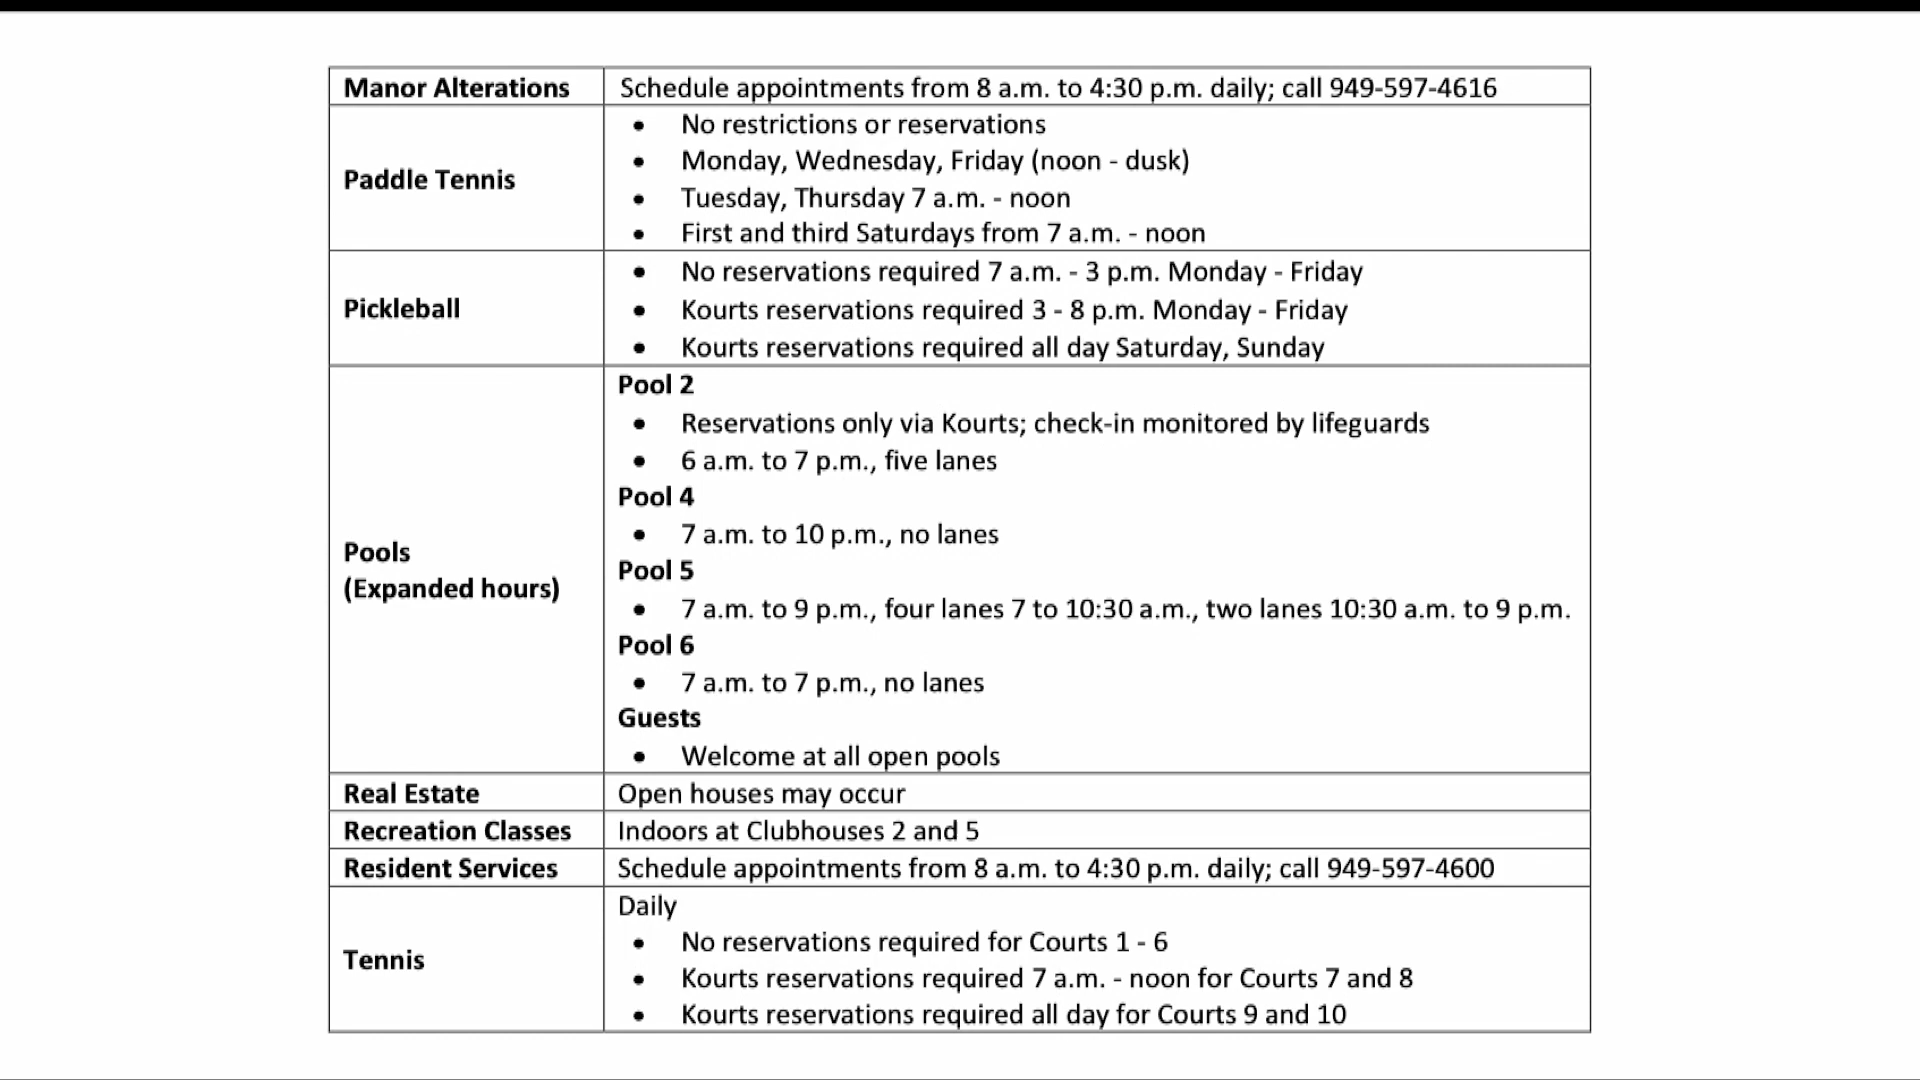 Manor Alterations
Schedule appointments from 8 a.m. to 4:30 p.m. daily; call 949-597-4616
Paddle Tennis
• No restrictions or reservations
• Monday, Wednesday, Friday (noon - dusk)
• Tuesday, Thursday 7 a.m. - noon
• First and third Saturdays from 7 a.m. - noon
Pickleball
• No reservations required 7 a.m. - 3 p.m. Monday - Friday
• Kourts reservations required 3 - 8 p.m. Monday - Friday
• Kourts reservations required all day Saturday, Sunday
Pools
(Expanded hours)
Pool 2
• Reservations only via Kourts; check-in monitored by lifeguards
• 6 a.m. to 7 p.m., five lanes
Pool 4
• 7 a.m. to 10 p.m., no lanes
Pool 5
• 7 a.m. to 9 p.m., four lanes 7 to 10:30 a.m., two lanes 10:30 a.m. to 9 p.m.
Pool 6
• 7 a.m. to 7 p.m., no lanes
Guests
• Welcome at all open pools
Real Estate
Open houses may occur
Recreation Classes
Indoors at Clubhouses 2 and 5
Resident Services
Schedule appointments from 8 a.m. to 4:30 p.m. daily; call 949-597-4600
Tennis
Daily
• No reservations required for Courts 1 - 6
• Kourts reservations required 7 a.m. - noon for Courts 7 and 8
• Kourts reservations required all day for Courts 9 and 10